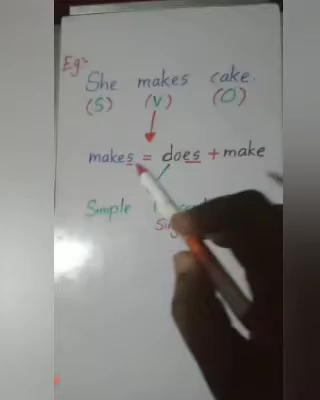 Eg:-
She makes cake.
(S) (V) (O)
makes = does + make
Simple